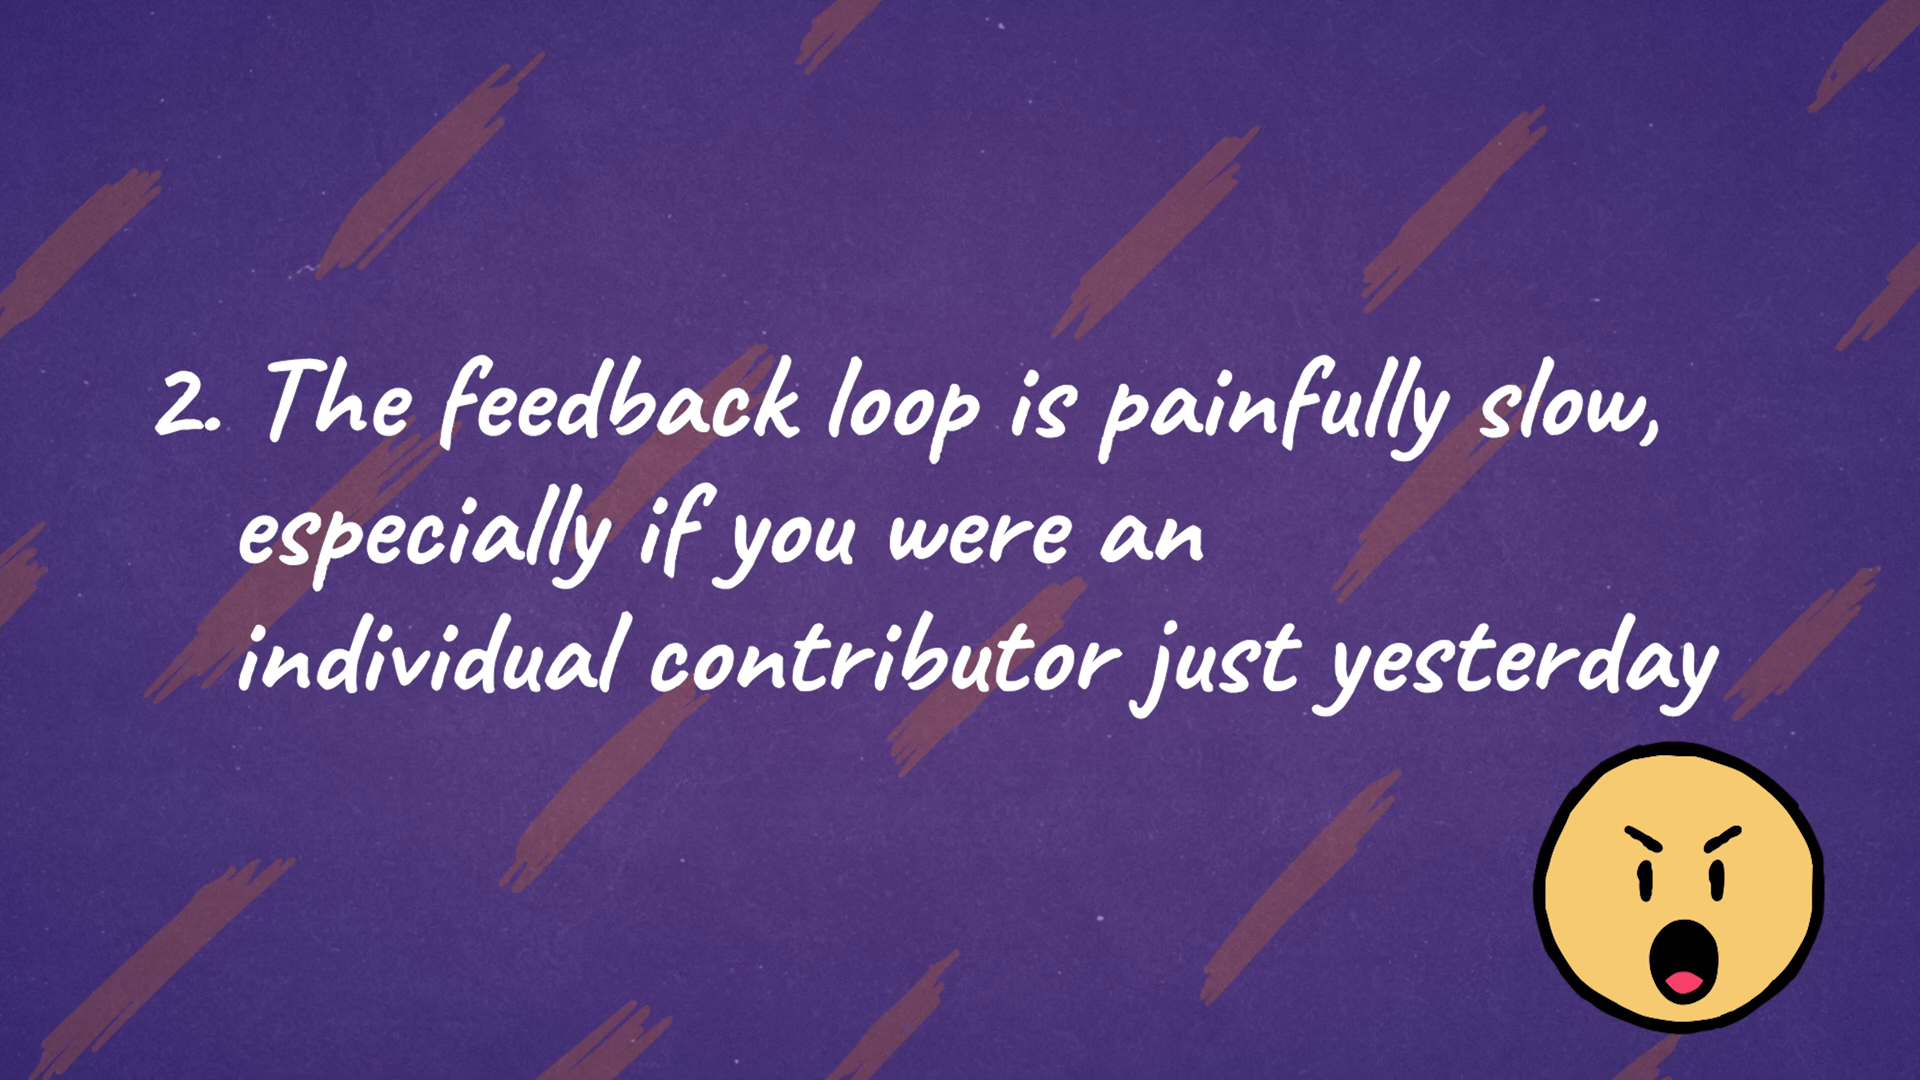 2. The feedback loop is painfully slow,
especially if you were an
individual contributor just yesterday